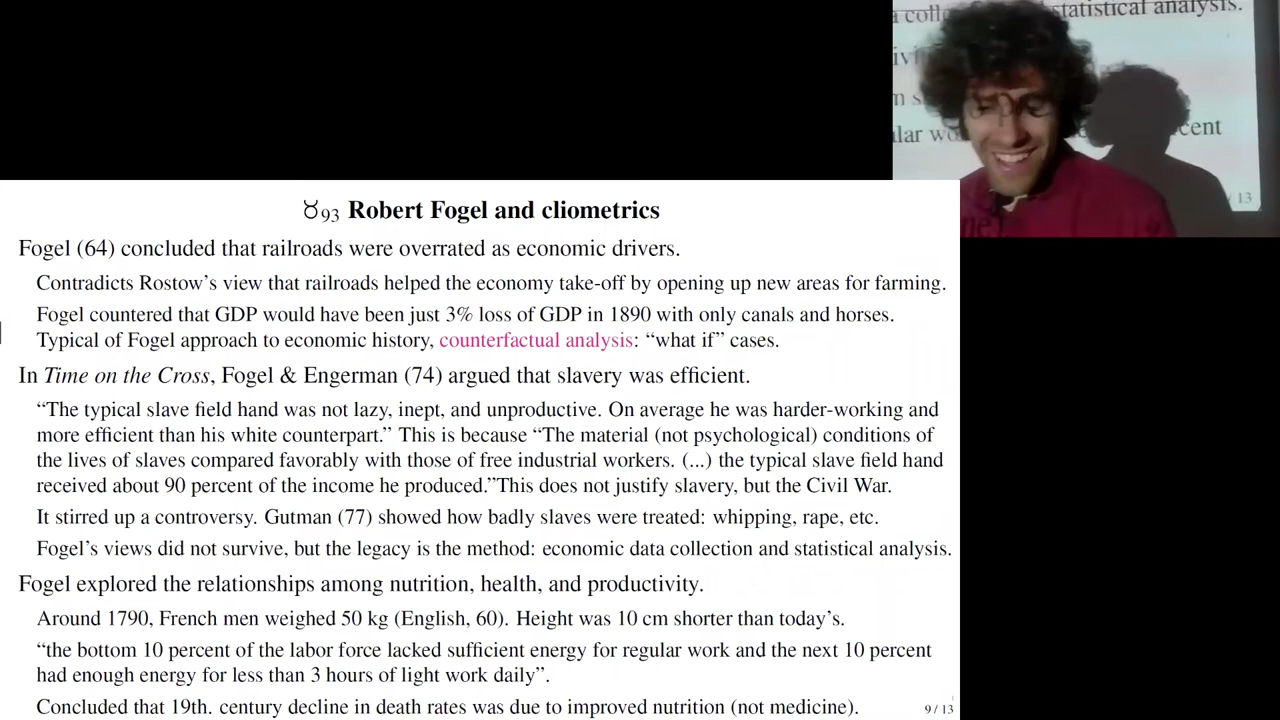 a coll statistical analysis.
cent
13
♉93 Robert Fogel and cliometrics
Fogel (64) concluded that railroads were overrated as economic drivers.
Contradicts Rostow’s view that railroads helped the economy take-off by opening up new areas for farming.
Fogel countered that GDP would have been just 3% loss of GDP in 1890 with only canals and horses.
Typical of Fogel approach to economic history, counterfactual analysis: “what if” cases.
In Time on the Cross, Fogel & Engerman (74) argued that slavery was efficient.
“The typical slave field hand was not lazy, inept, and unproductive. On average he was harder-working and
more efficient than his white counterpart.” This is because “The material (not psychological) conditions of
the lives of slaves compared favorably with those of free industrial workers. (...) the typical slave field hand
received about 90 percent of the income he produced.”This does not justify slavery, but the Civil War.
It stirred up a controversy. Gutman (77) showed how badly slaves were treated: whipping, rape, etc.
Fogel’s views did not survive, but the legacy is the method: economic data collection and statistical analysis.
Fogel explored the relationships among nutrition, health, and productivity.
Around 1790, French men weighed 50 kg (English, 60). Height was 10 cm shorter than today’s.
“the bottom 10 percent of the labor force lacked sufficient energy for regular work and the next 10 percent
had enough energy for less than 3 hours of light work daily”.
Concluded that 19th. century decline in death rates was due to improved nutrition (not medicine).
9 / 13